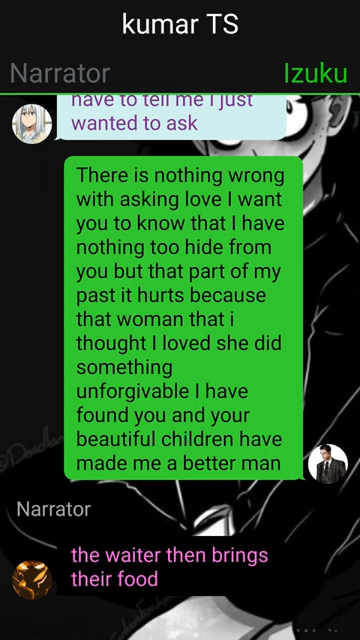 kumar TS
Narrator
Izuku
have to tell me I just
wanted to ask
There is nothing wrong
with asking love I want
you to know that I have
nothing too hide from
you but that part of my
past it hurts because
that woman that i
thought I loved she did
something
unforgivable I have
found you and your
beautiful children have
made me a better man
Narrator
the waiter then brings
their food